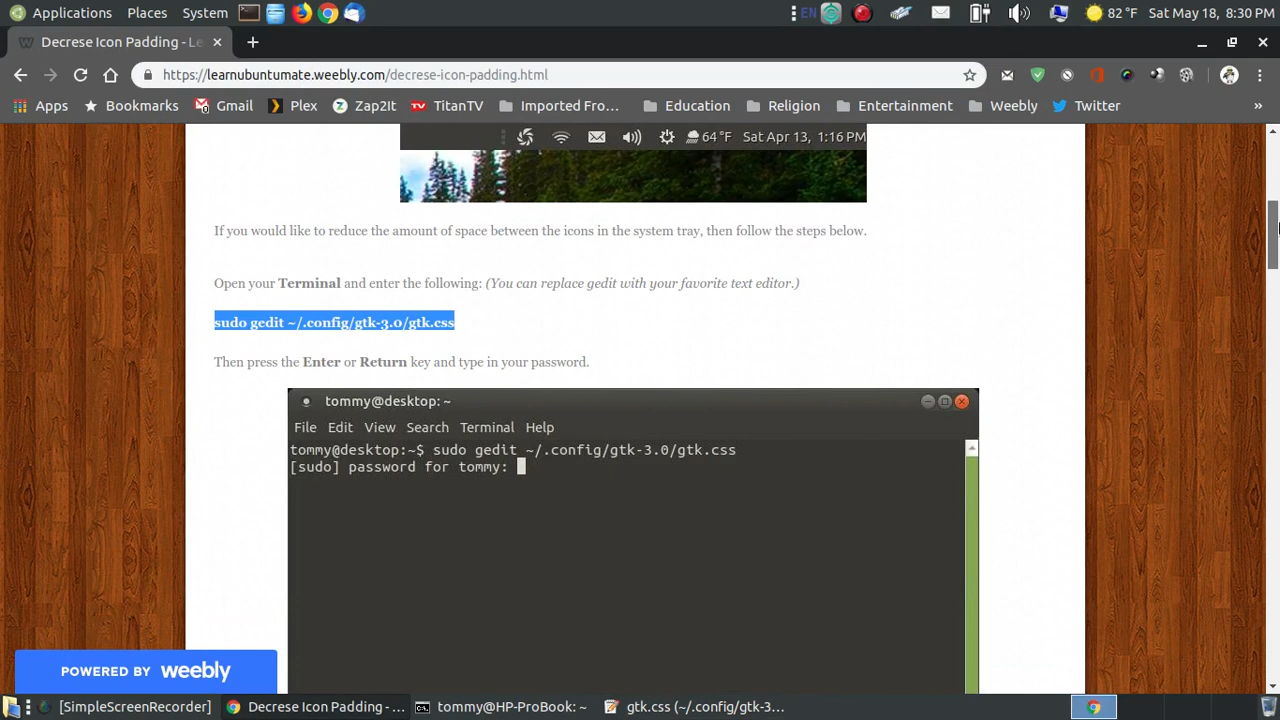 Applications Places System EN 82 °F Sat May 18, 8:30 PM
Decrese Icon Padding - Le
https://learnubuntumate.weebly.com/decrese-icon-padding.html
Apps Bookmarks Gmail Plex Zap2It TitanTV Imported Fro... Education Religion Entertainment Weebly Twitter »
64 °F Sat Apr 13, 1:16 PM
If you would like to reduce the amount of space between the icons in the system tray, then follow the steps below.
Open your Terminal and enter the following: (You can replace gedit with your favorite text editor.)
sudo gedit ~/.config/gtk-3.0/gtk.css
Then press the Enter or Return key and type in your password.
tommy@desktop: ~
File Edit View Search Terminal Help
tommy@desktop:~$ sudo gedit ~/.config/gtk-3.0/gtk.css
[sudo] password for tommy:
POWERED BY weebly
[SimpleScreenRecorder] Decrese Icon Padding - ... tommy@HP-ProBook: ~ gtk.css (~/.config/gtk-3...